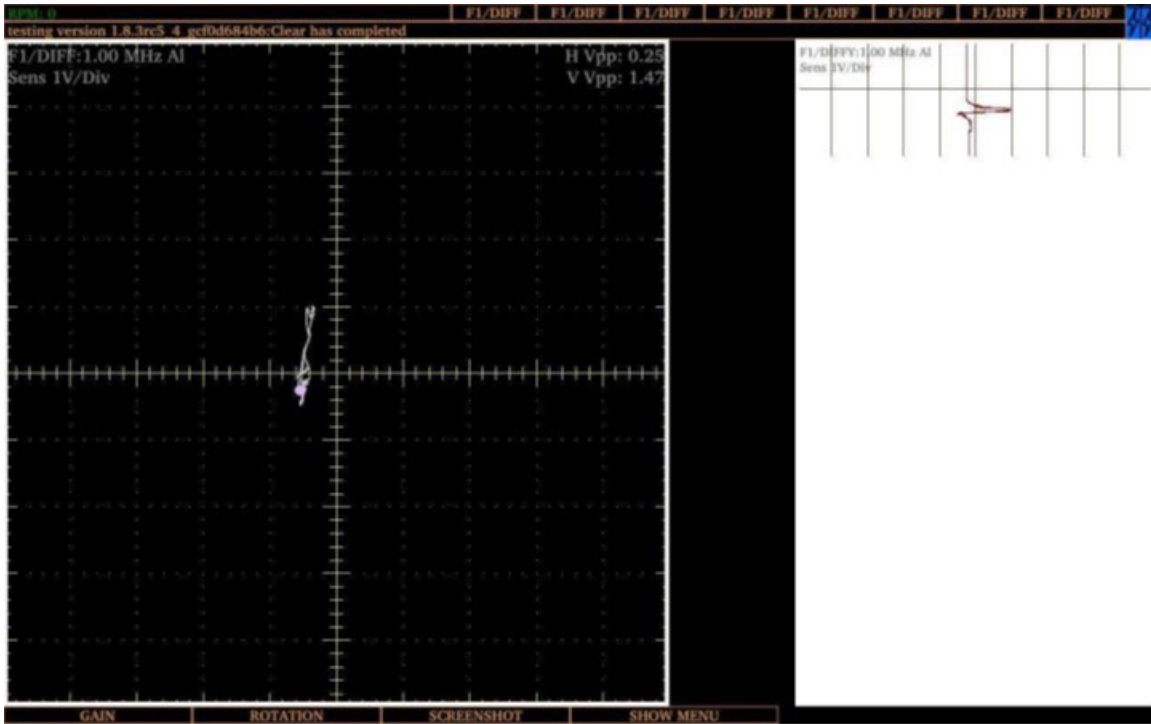 RPM: 0
F1/DIFF F1/DIFF F1/DIFF F1/DIFF F1/DIFF F1/DIFF F1/DIFF F1/DIFF
testing version 1.8.3rc5_4_gcf0d684b6:Clear has completed
F1/DIFF:1.00 MHz Al
Sens 1V/Div
H Vpp: 0.25
V Vpp: 1.47
F1/DIFFY:1.00 MHz Al
Sens 1V/Div
GAIN ROTATION SCREENSHOT SHOW MENU